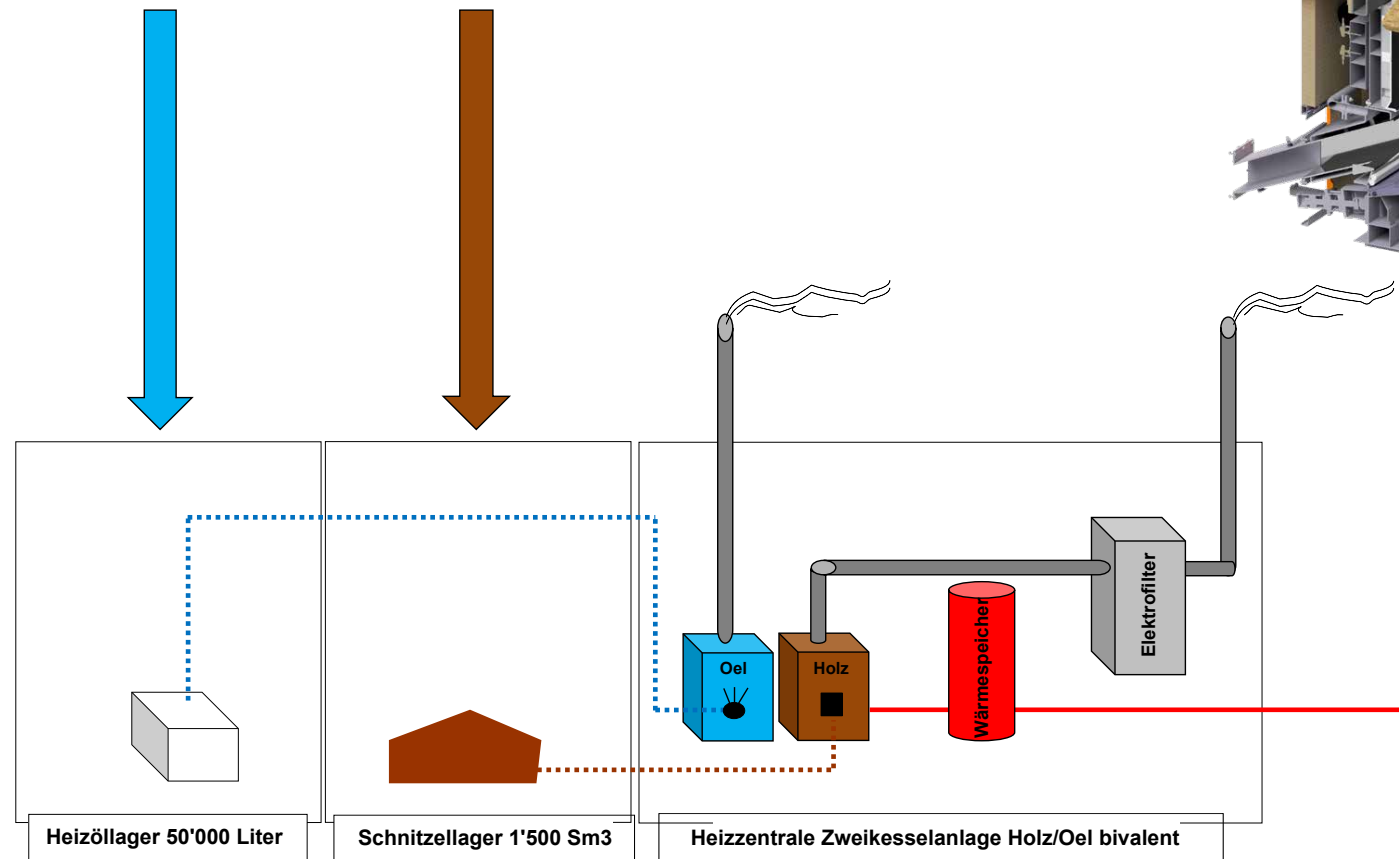 Oel
Holz
Wärmespeicher
Elektrofilter
Heizöllager 50'000 Liter
Schnitzellager 1'500 Sm3
Heizzentrale Zweikesselanlage Holz/Oel bivalent